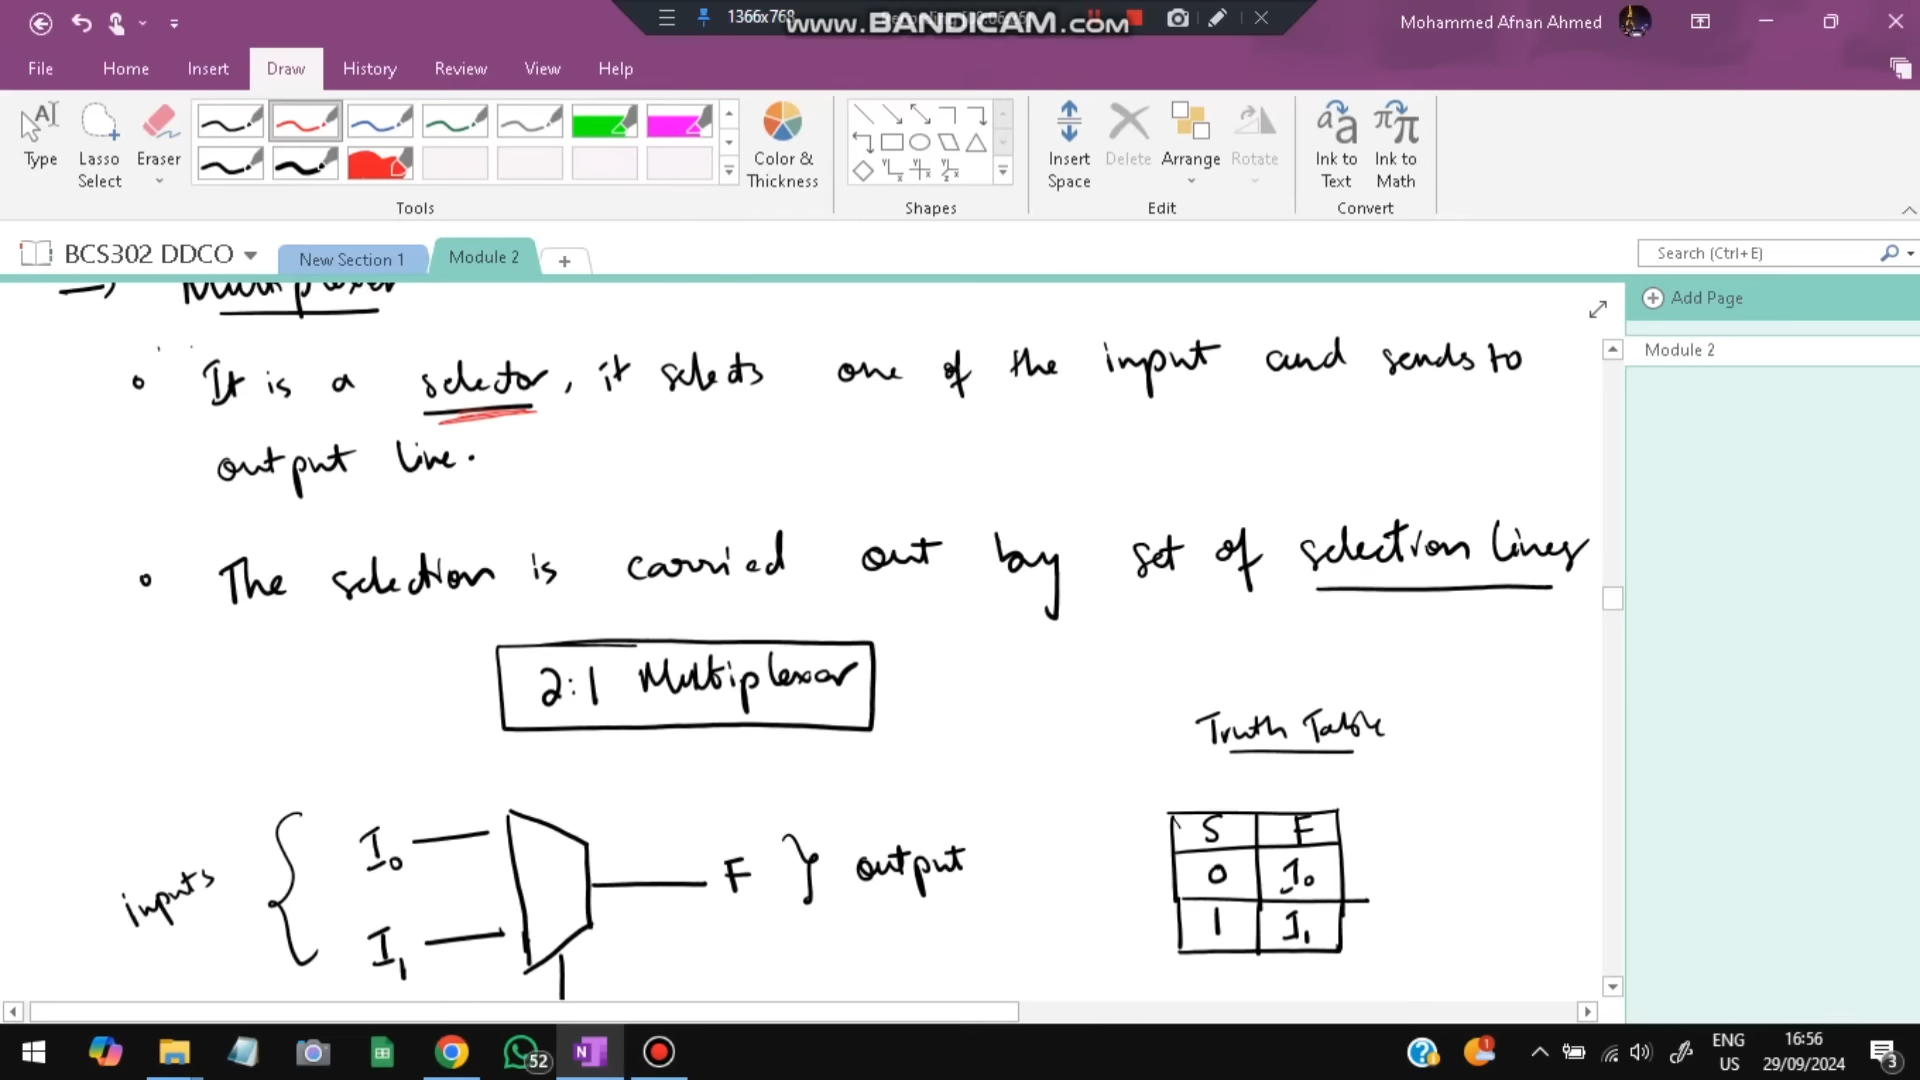 1366x768
www.BANDICAM.com
Mohammed Afnan Ahmed
File Home Insert Draw History Review View Help
Type Lasso Select Eraser Color & Thickness Insert Space Delete Arrange Rotate Ink to Text Ink to Math
Tools Shapes Edit Convert
BCS302 DDCO New Section 1 Module 2 Search (Ctrl+E)
Add Page
Module 2
Multiplexer
It is a selector, it selects one of the input and sends to
output line.
The selection is carried out by set of selection lines
2:1 Multiplexer
Truth Table
inputs I0 I1 F output
S F
0 I0
1 I1
52
ENG US
16:56
29/09/2024
3